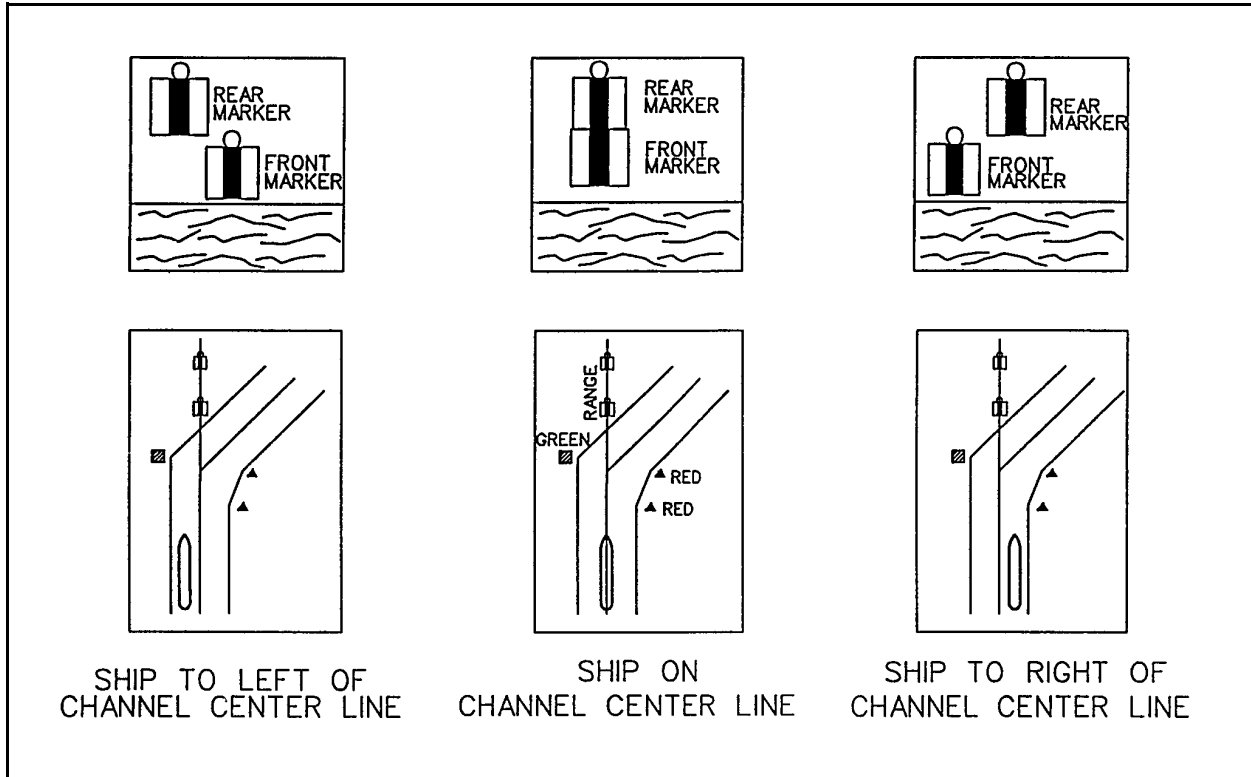 REAR
MARKER
FRONT
MARKER
REAR
MARKER
FRONT
MARKER
REAR
MARKER
FRONT
MARKER
RANGE
GREEN
RED
RED
SHIP TO LEFT OF
CHANNEL CENTER LINE
SHIP ON
CHANNEL CENTER LINE
SHIP TO RIGHT OF
CHANNEL CENTER LINE